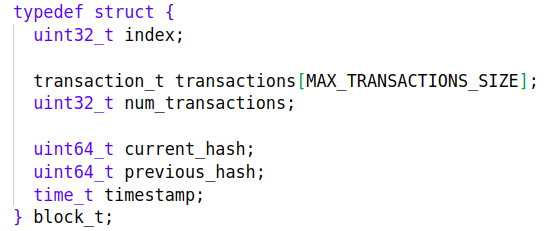 typedef struct {
  uint32_t index;

  transaction_t transactions[MAX_TRANSACTIONS_SIZE];
  uint32_t num_transactions;

  uint64_t current_hash;
  uint64_t previous_hash;
  time_t timestamp;
} block_t;